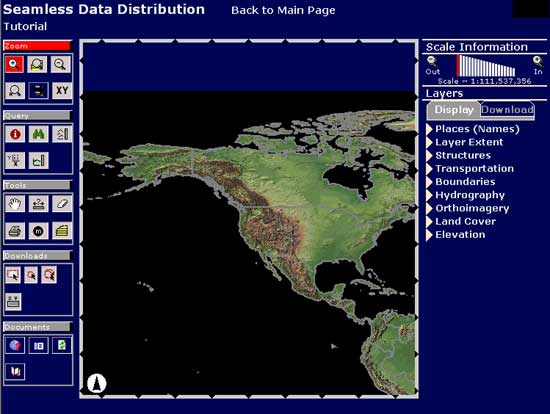 Seamless Data Distribution Back to Main Page
Tutorial
Zoom
XY
Query
Tools
m
Downloads
X,Y
Documents
Scale Information
Out In
Scale ~ 1:111,537,356
Layers
Display Download
Places (Names)
Layer Extent
Structures
Transportation
Boundaries
Hydrography
Orthoimagery
Land Cover
Elevation